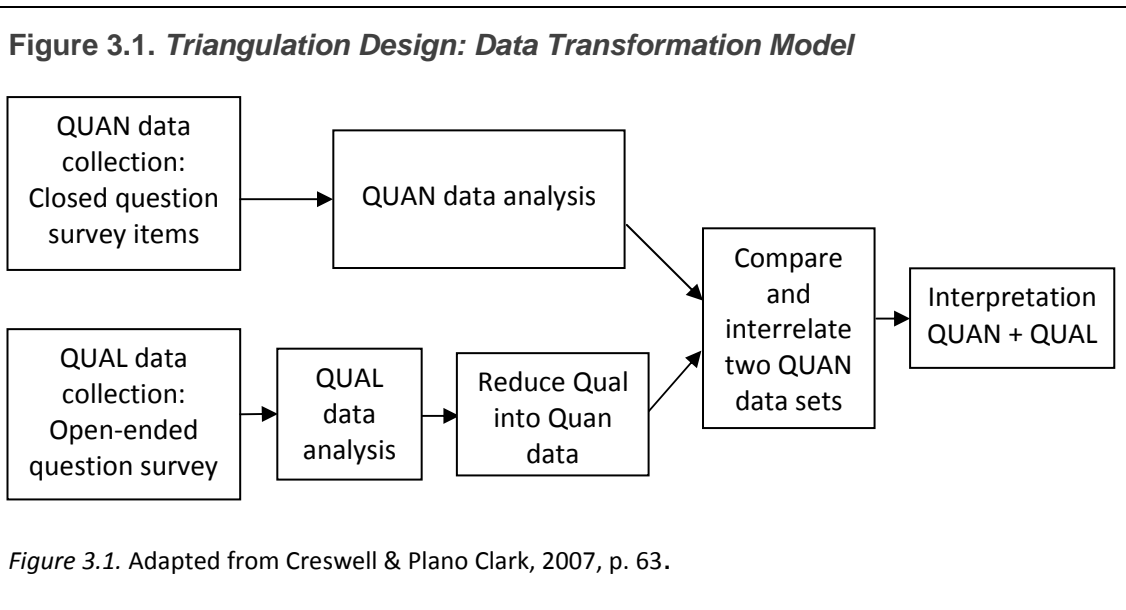 Figure 3.1. Triangulation Design: Data Transformation Model
QUAN data
collection:
Closed question
survey items
QUAN data analysis
QUAL data
collection:
Open-ended
question survey
QUAL
data
analysis
Reduce Qual
into Quan
data
Compare
and
interrelate
two QUAN
data sets
Interpretation
QUAN + QUAL
Figure 3.1. Adapted from Creswell & Plano Clark, 2007, p. 63.